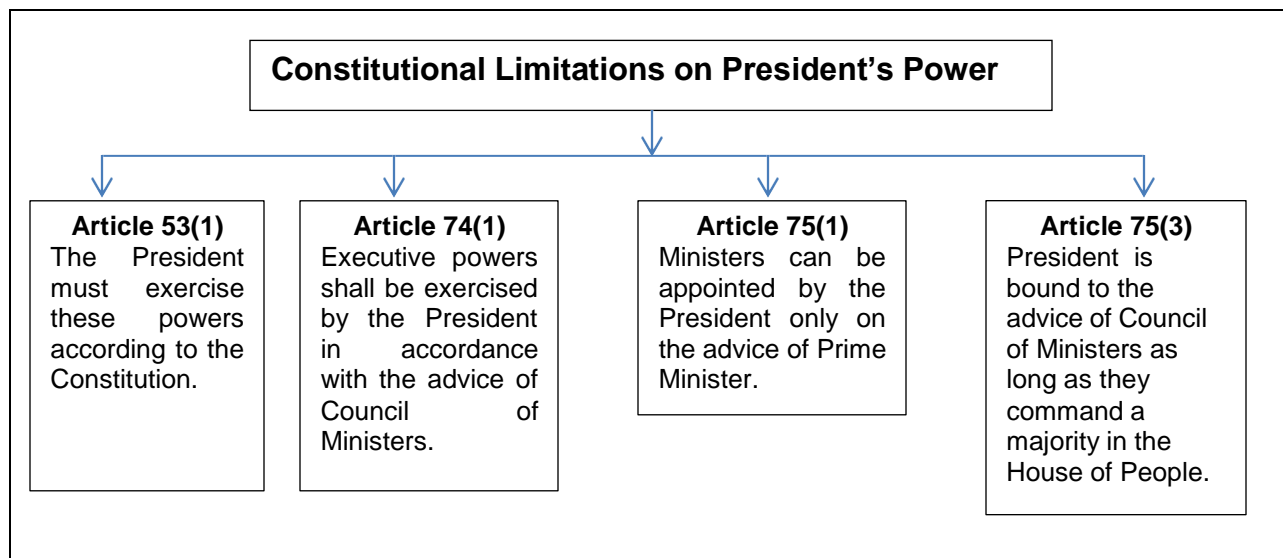 Constitutional Limitations on President’s Power
Article 53(1)
The President
must exercise
these powers
according to the
Constitution.
Article 74(1)
Executive powers
shall be exercised
by the President
in accordance
with the advice of
Council of
Ministers.
Article 75(1)
Ministers can be
appointed by the
President only on
the advice of Prime
Minister.
Article 75(3)
President is
bound to the
advice of Council
of Ministers as
long as they
command a
majority in the
House of People.